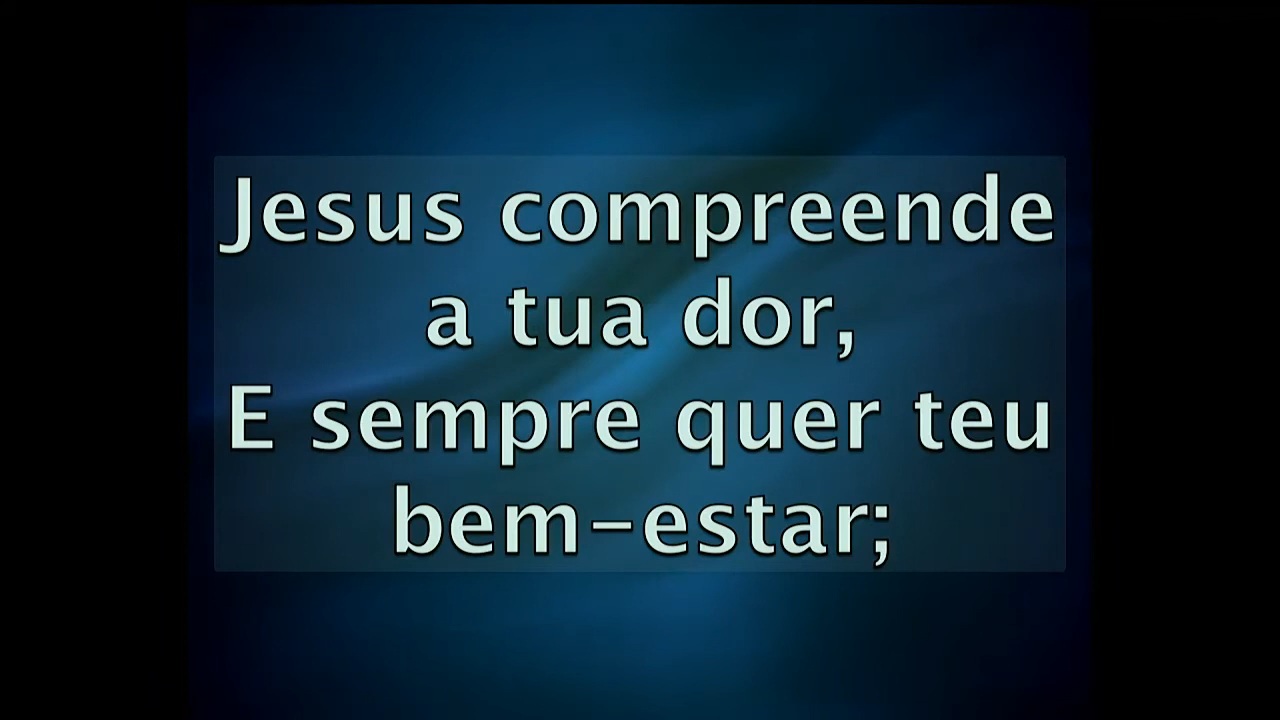 Jesus compreende
a tua dor,
E sempre quer teu
bem-estar;